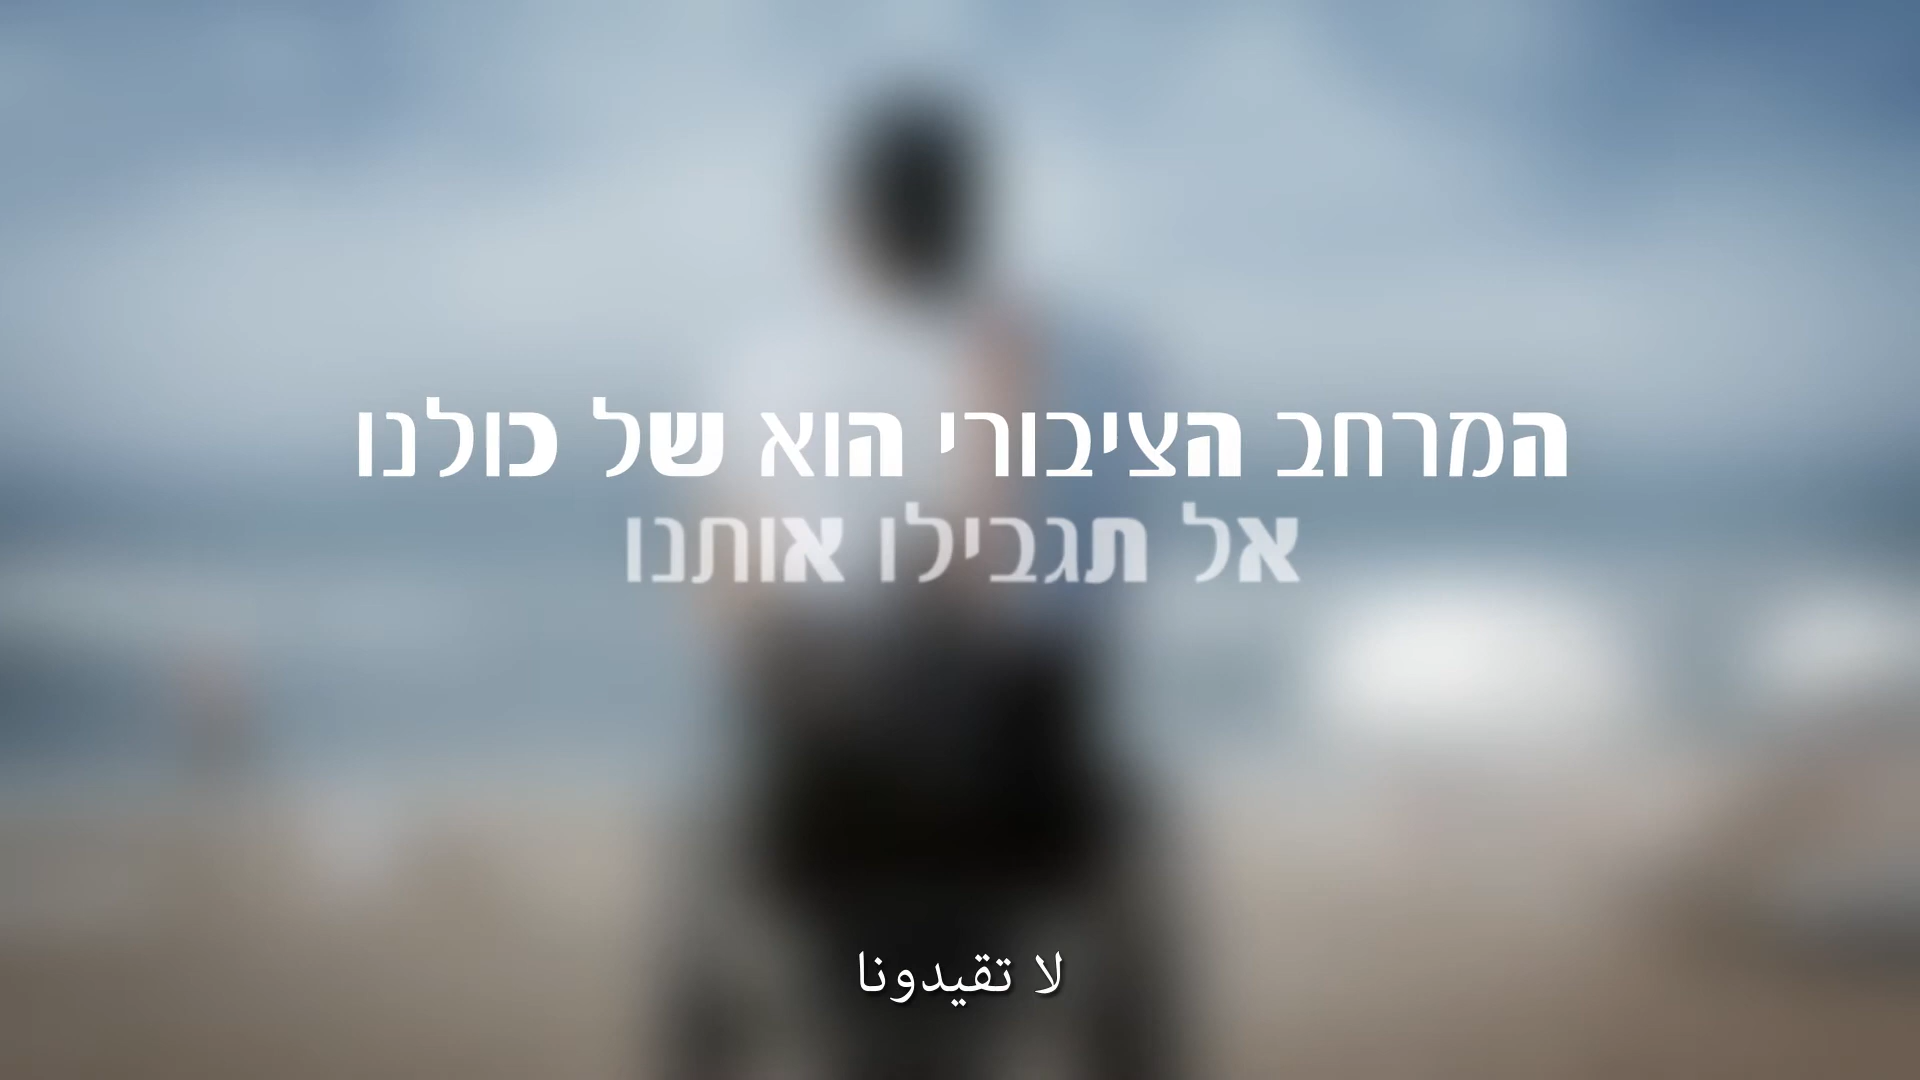 המרחב הציבורי הוא של כולנו
אל תגבילו אותנו
لا تقيدونا